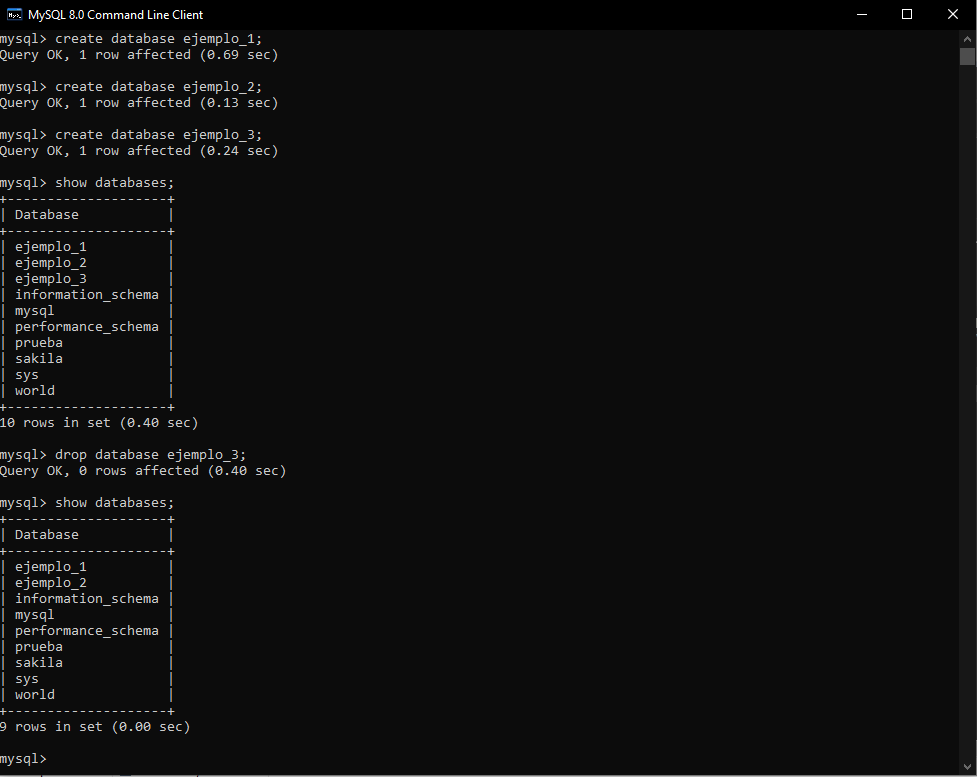 MySQL 8.0 Command Line Client
mysql> create database ejemplo_1;
Query OK, 1 row affected (0.69 sec)
mysql> create database ejemplo_2;
Query OK, 1 row affected (0.13 sec)
mysql> create database ejemplo_3;
Query OK, 1 row affected (0.24 sec)
mysql> show databases;
+--------------------+
| Database           |
+--------------------+
| ejemplo_1          |
| ejemplo_2          |
| ejemplo_3          |
| information_schema |
| mysql              |
| performance_schema |
| prueba             |
| sakila             |
| sys                |
| world              |
+--------------------+
10 rows in set (0.40 sec)
mysql> drop database ejemplo_3;
Query OK, 0 rows affected (0.40 sec)
mysql> show databases;
+--------------------+
| Database           |
+--------------------+
| ejemplo_1          |
| ejemplo_2          |
| information_schema |
| mysql              |
| performance_schema |
| prueba             |
| sakila             |
| sys                |
| world              |
+--------------------+
9 rows in set (0.00 sec)
mysql>